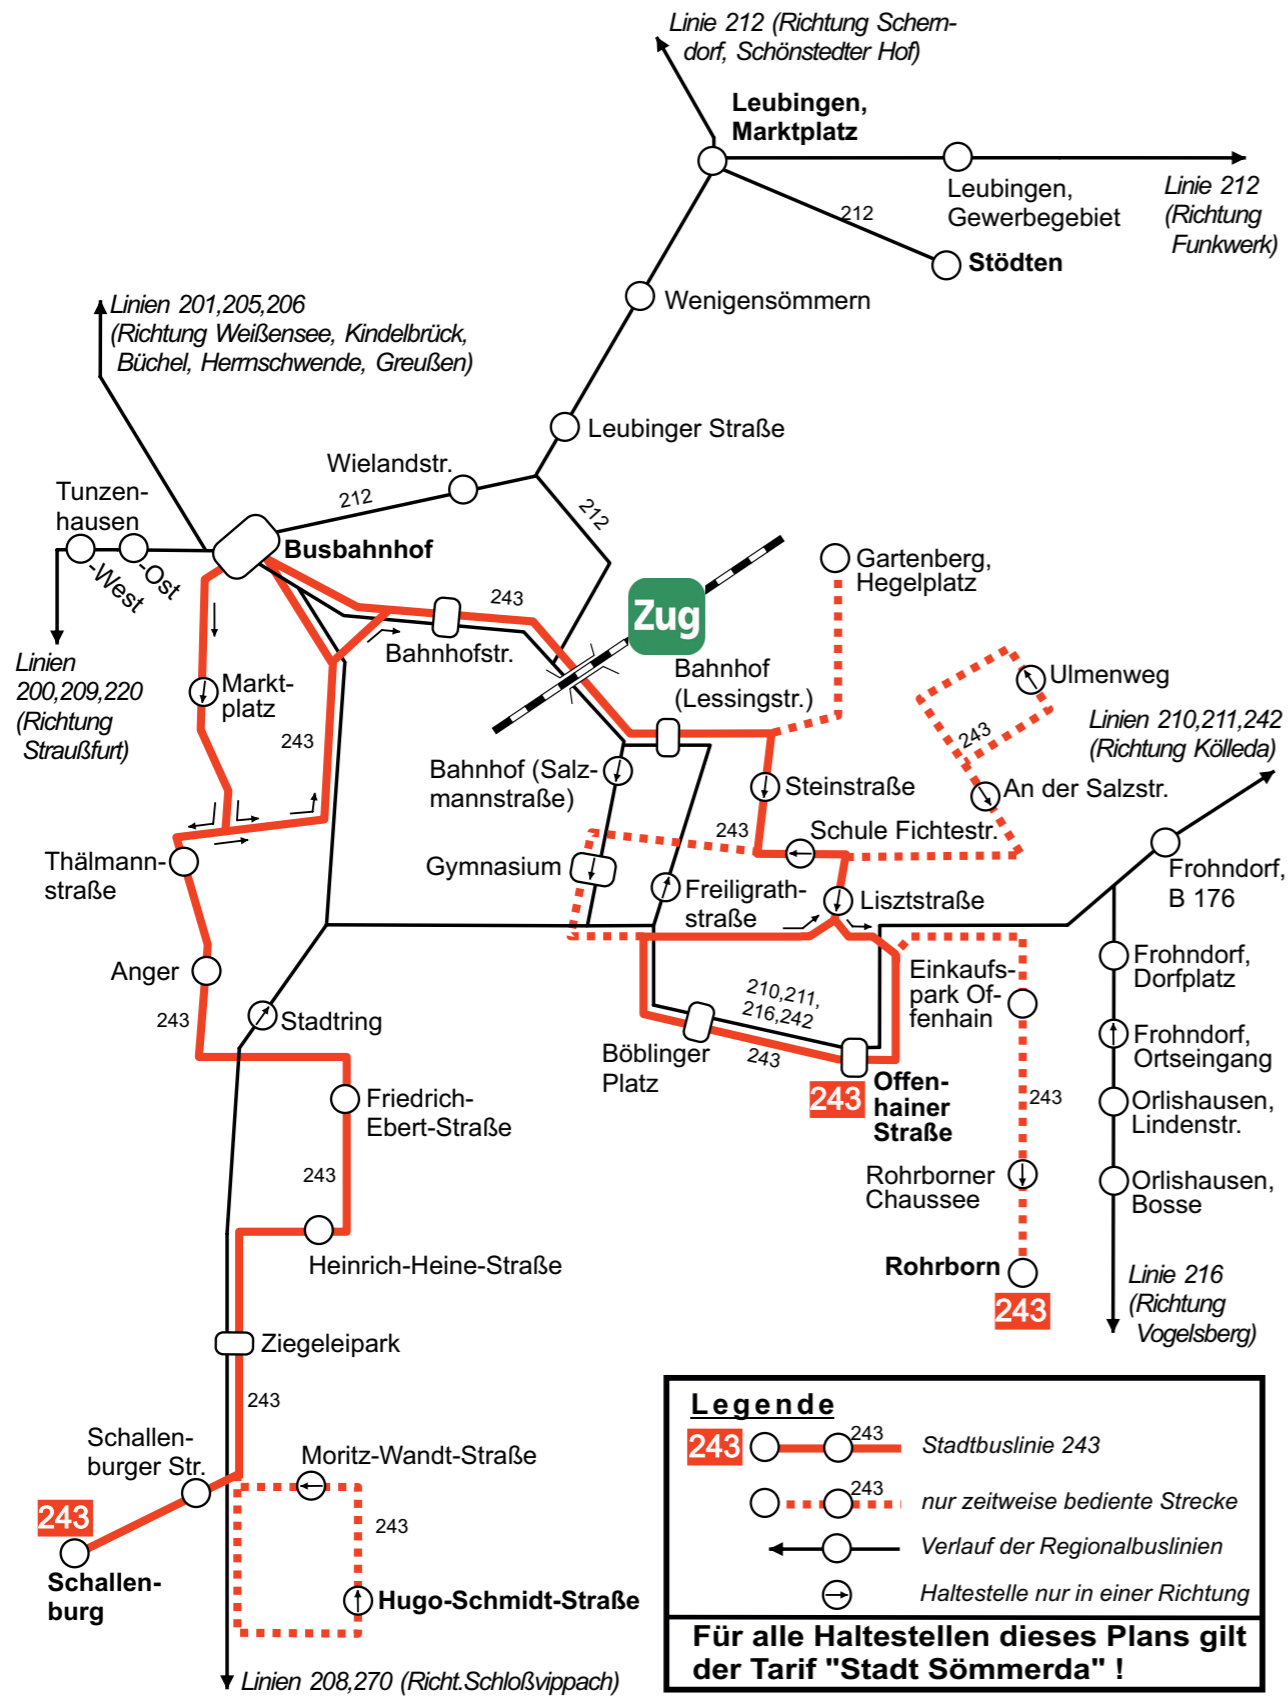 Linie 212 (Richtung Schern-
dorf, Schönstedter Hof)
Leubingen,
Marktplatz
Leubingen,
Gewerbegebiet
Linie 212
(Richtung
Funkwerk)
212
Stödten
Wenigensömmern
Linien 201,205,206
(Richtung Weißensee, Kindelbrück,
Büchel, Herrnschwende, Greußen)
Leubinger Straße
Wielandstr.
212
212
Tunzen-
hausen
-West
-Ost
Busbahnhof
Linien
200,209,220
(Richtung
Straußfurt)
243
Bahnhofstr.
Zug
Bahnhof
(Lessingstr.)
Gartenberg,
Hegelplatz
Ulmenweg
243
An der Salzstr.
Linien 210,211,242
(Richtung Kölleda)
Markt-
platz
243
Bahnhof (Salz-
mannstraße)
Steinstraße
243
Schule Fichtestr.
Thälmann-
straße
Gymnasium
Freiligrath-
straße
Lisztstraße
Frohndorf,
B 176
Anger
243
Stadtring
Einkaufs-
park Of-
fenhain
Frohndorf,
Dorfplatz
210,211,
216,242
243
Böblinger
Platz
243
Offen-
hainer
Straße
Frohndorf,
Ortseingang
243
Orlishausen,
Lindenstr.
Friedrich-
Ebert-Straße
243
Heinrich-Heine-Straße
Rohrborner
Chaussee
Orlishausen,
Bosse
Rohrborn
243
Linie 216
(Richtung
Vogelsberg)
Ziegeleipark
243
Schallen-
burger Str.
Moritz-Wandt-Straße
243
243
Schallen-
burg
Hugo-Schmidt-Straße
Linien 208,270 (Richt.Schloßvippach)
Legende
243
243
Stadtbuslinie 243
243
nur zeitweise bediente Strecke
Verlauf der Regionalbuslinien
Haltestelle nur in einer Richtung
Für alle Haltestellen dieses Plans gilt
der Tarif "Stadt Sömmerda" !